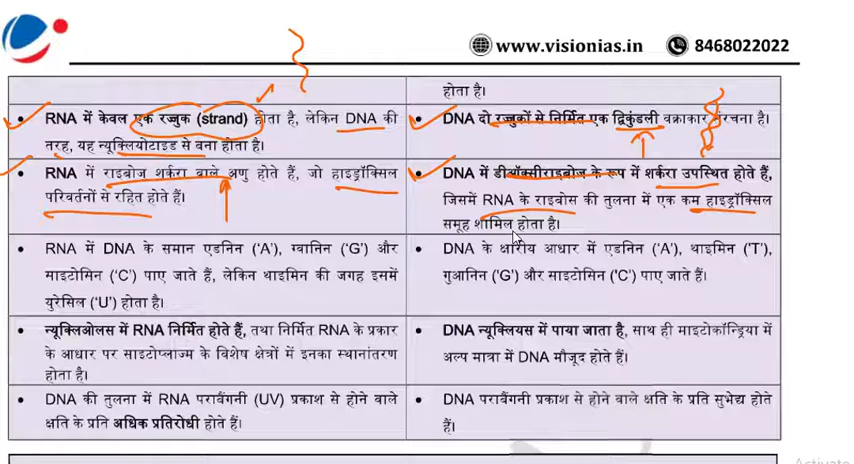 www.visionias.in 8468022022
होता है।
• RNA में केवल एक रज्जुक (strand) होता है, लेकिन DNA की
तरह, यह न्यूक्लियोटाइड से बना होता है।
• DNA दो रज्जुकों से निर्मित एक द्विकुंडली वक्राकार संरचना है।
• RNA में राइबोज शर्करा वाले अणु होते हैं, जो हाइड्रॉक्सिल
परिवर्तनों से रहित होते हैं।
• DNA में डीऑक्सीराइबोज के रूप में शर्करा उपस्थित होते हैं,
जिसमें RNA के राइबोस की तुलना में एक कम हाइड्रॉक्सिल
समूह शामिल होता है।
• RNA में DNA के समान एडनिन ('A'), ग्वानिन ('G') और
साइटोसिन ('C') पाए जाते हैं, लेकिन थाइमिन की जगह इसमें
युरेसिल ('U') होता है।
• DNA के क्षारीय आधार में एडनिन ('A'), थाइमिन ('T'),
गुआनिन ('G') और साइटोसिन ('C') पाए जाते हैं।
• न्यूक्लिओलस में RNA निर्मित होते हैं, तथा निर्मित RNA के प्रकार
के आधार पर साइटोप्लाज्म के विशेष क्षेत्रों में इनका स्थानांतरण
होता है।
• DNA न्यूक्लियस में पाया जाता है, साथ ही माइटोकॉन्ड्रिया में
अल्प मात्रा में DNA मौजूद होते हैं।
• DNA की तुलना में RNA पराबैंगनी (UV) प्रकाश से होने वाले
क्षति के प्रति अधिक प्रतिरोधी होते हैं।
• DNA पराबैंगनी प्रकाश से होने वाले क्षति के प्रति सुभेद्य होते
हैं।